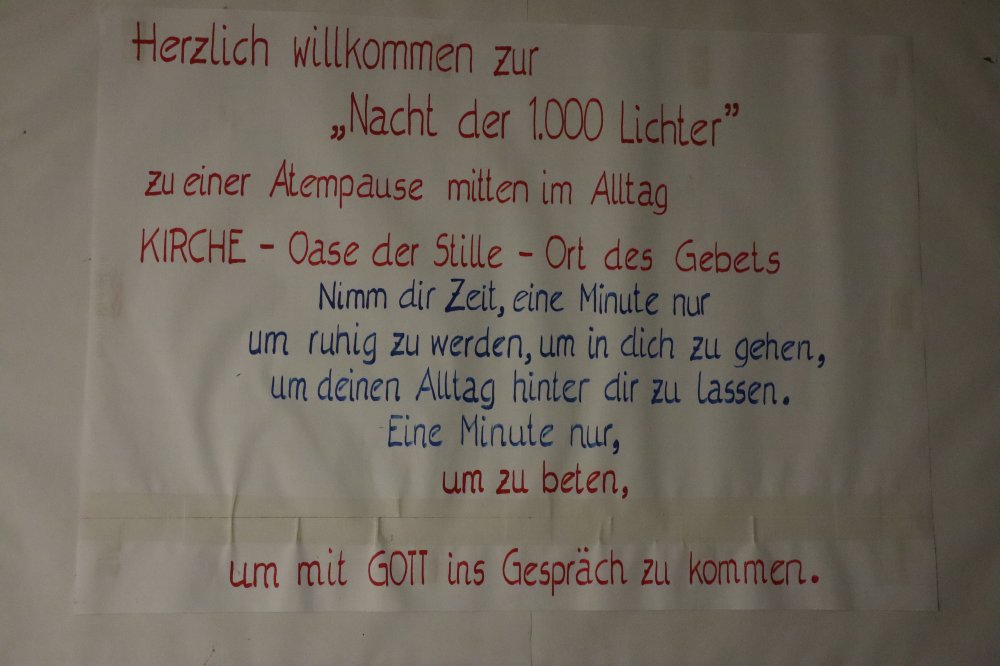 Herzlich willkommen zur
„Nacht der 1.000 Lichter”
zu einer Atempause mitten im Alltag
KIRCHE - Oase der Stille - Ort des Gebets
Nimm dir Zeit, eine Minute nur
um ruhig zu werden, um in dich zu gehen,
um deinen Alltag hinter dir zu lassen.
Eine Minute nur,
um zu beten,
um mit GOTT ins Gespräch zu kommen.